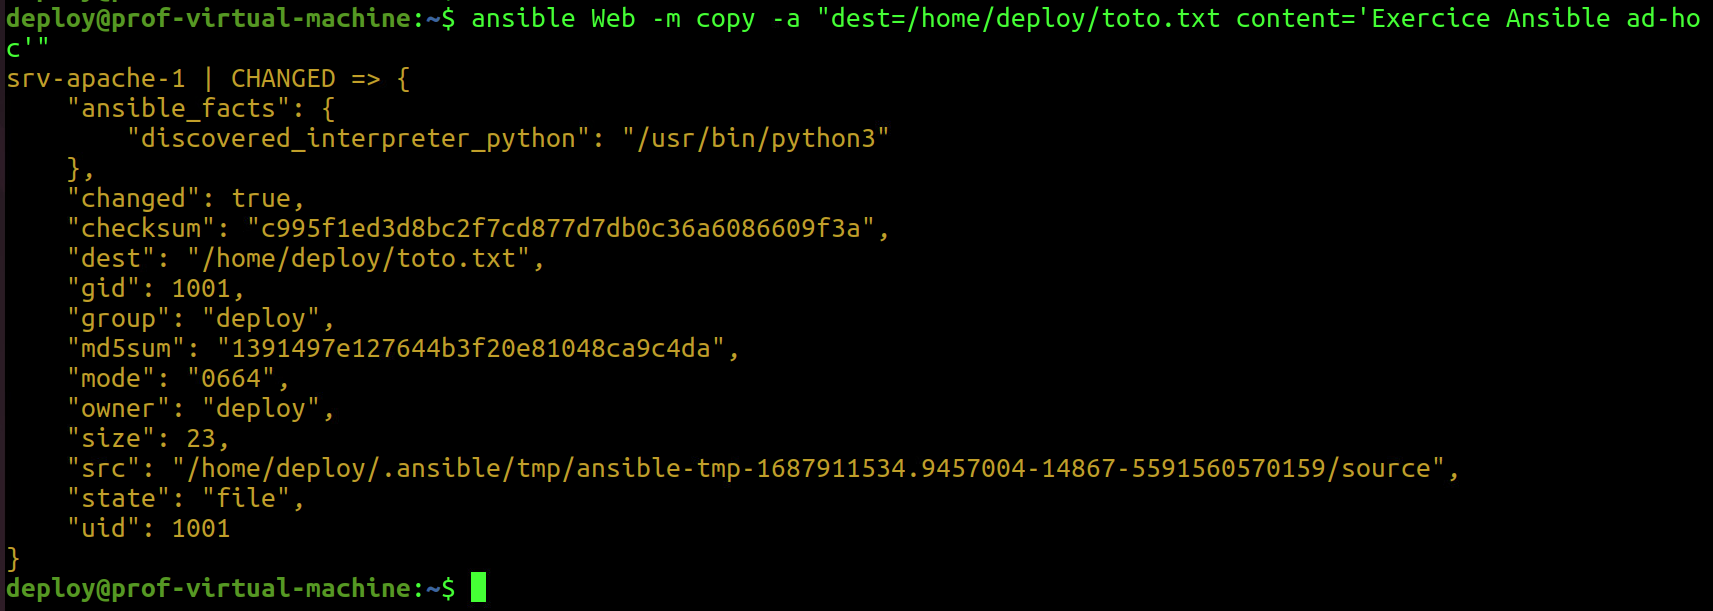 deploy@prof-virtual-machine:~$ ansible Web -m copy -a "dest=/home/deploy/toto.txt content='Exercice Ansible ad-ho
c'"
srv-apache-1 | CHANGED => {
    "ansible_facts": {
        "discovered_interpreter_python": "/usr/bin/python3"
    },
    "changed": true,
    "checksum": "c995f1ed3d8bc2f7cd877d7db0c36a6086609f3a",
    "dest": "/home/deploy/toto.txt",
    "gid": 1001,
    "group": "deploy",
    "md5sum": "1391497e127644b3f20e81048ca9c4da",
    "mode": "0664",
    "owner": "deploy",
    "size": 23,
    "src": "/home/deploy/.ansible/tmp/ansible-tmp-1687911534.9457004-14867-5591560570159/source",
    "state": "file",
    "uid": 1001
}
deploy@prof-virtual-machine:~$